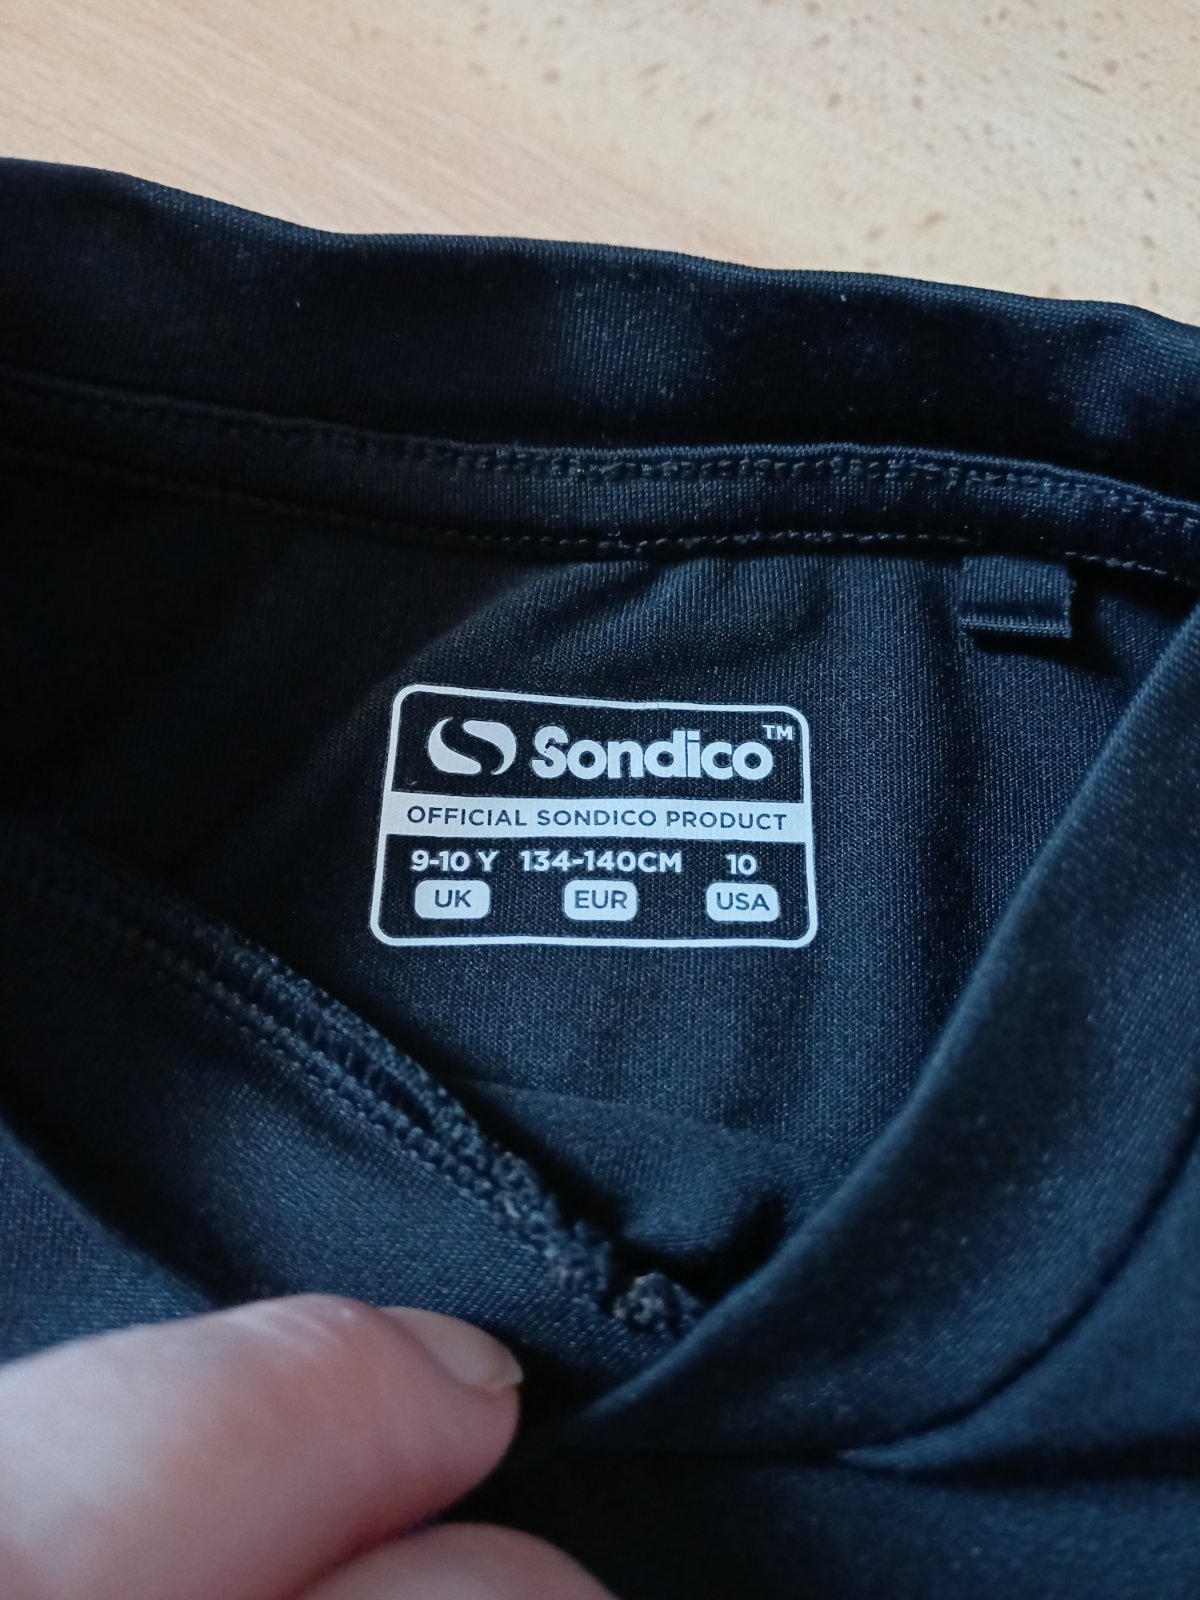 Sondico™
OFFICIAL SONDICO PRODUCT
9-10 Y 134-140CM 10
UK EUR USA